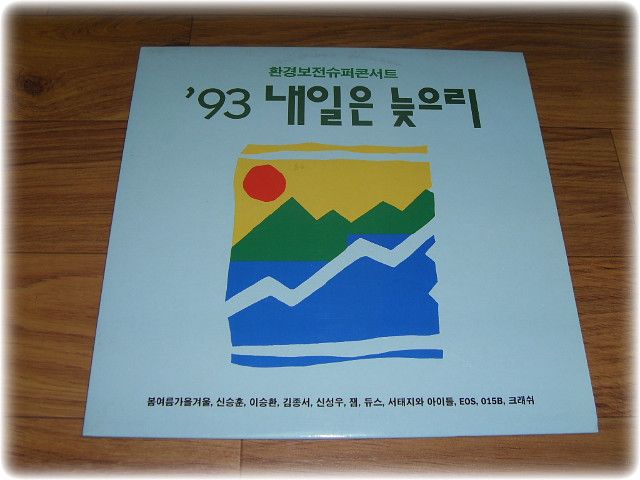 환경보전슈퍼콘서트
'93 내일은 늦으리
봄여름가을겨울, 신승훈, 이승환, 김종서, 신성우, 잼, 듀스, 서태지와 아이들, EOS, 015B, 크래쉬